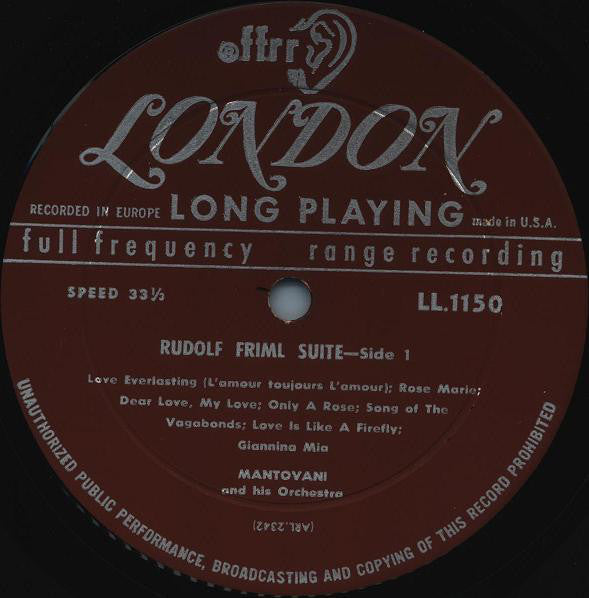 ®ffrr
LONDON
RECORDED IN EUROPE LONG PLAYING made in U.S.A.
full frequency range recording
SPEED 33⅓ LL.1150
RUDOLF FRIML SUITE—Side 1
Love Everlasting (L'amour toujours L'amour); Rose Marie;
Dear Love, My Love; Only A Rose; Song of The
Vagabonds; Love Is Like A Firefly;
Giannina Mia
MANTOVANI
and his Orchestra
(ARL.2342)
UNAUTHORIZED PUBLIC PERFORMANCE, BROADCASTING AND COPYING OF THIS RECORD PROHIBITED